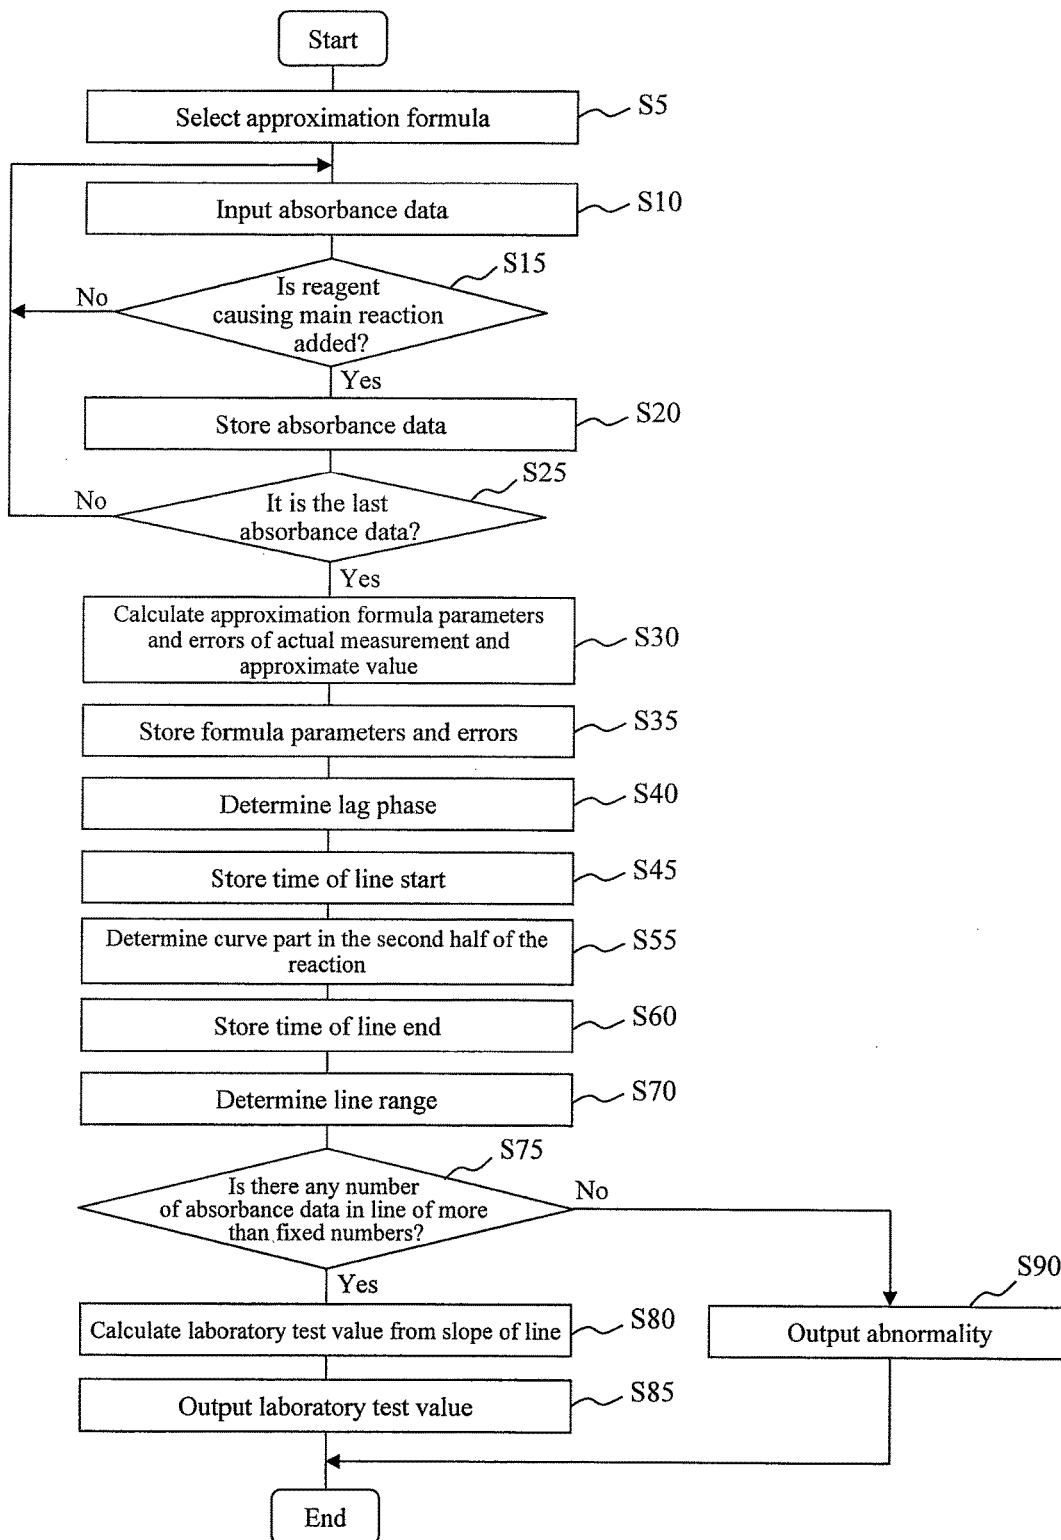 Start
Select approximation formula
S5
Input absorbance data
S10
S15
Is reagent
causing main reaction
added?
No
Yes
Store absorbance data
S20
S25
It is the last
absorbance data?
No
Yes
Calculate approximation formula parameters
and errors of actual measurement and
approximate value
S30
Store formula parameters and errors
S35
Determine lag phase
S40
Store time of line start
S45
Determine curve part in the second half of the
reaction
S55
Store time of line end
S60
Determine line range
S70
S75
Is there any number
of absorbance data in line of more
than fixed numbers?
No
Yes
S90
Output abnormality
Calculate laboratory test value from slope of line
S80
Output laboratory test value
S85
End